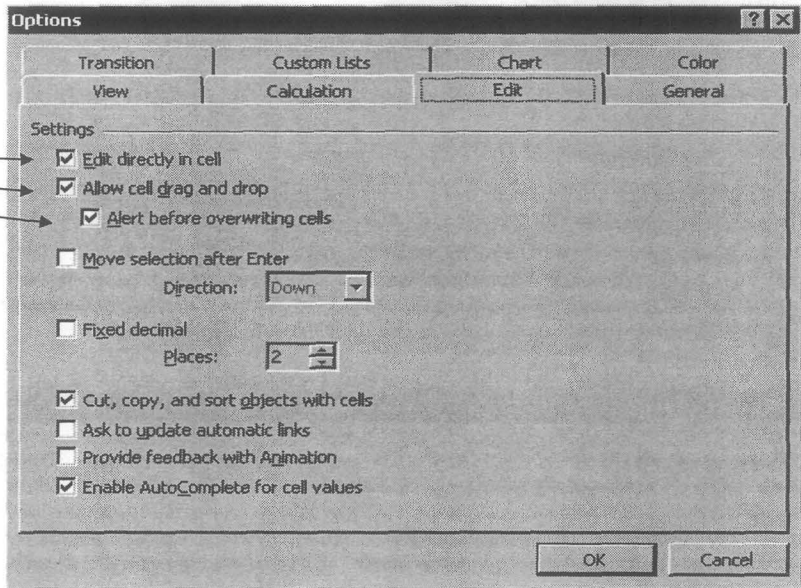 Options
Transition Custom Lists Chart Color
View Calculation Edit General
Settings
Edit directly in cell
Allow cell drag and drop
Alert before overwriting cells
Move selection after Enter
Direction: Down
Fixed decimal
Places: 2
Cut, copy, and sort objects with cells
Ask to update automatic links
Provide feedback with Animation
Enable AutoComplete for cell values
OK Cancel